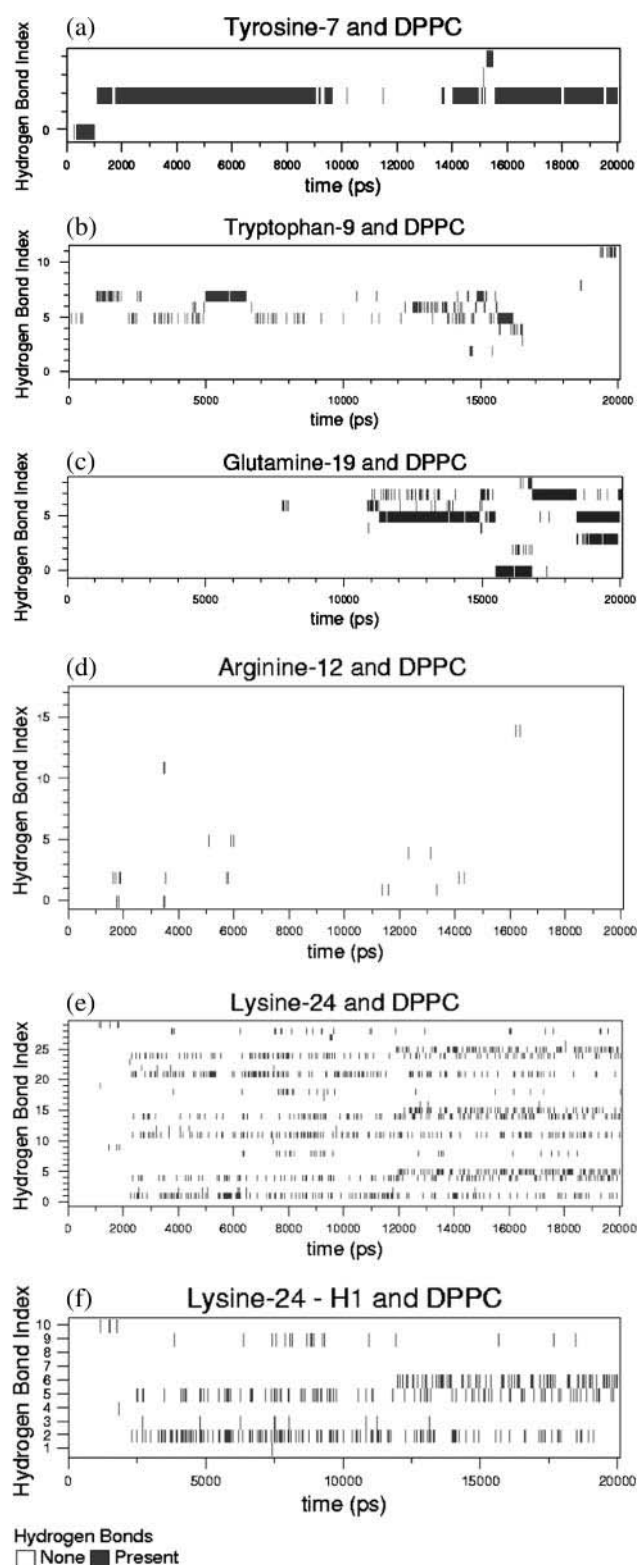 (a) Tyrosine-7 and DPPC
Hydrogen Bond Index
0
0 2000 4000 6000 8000 10000 12000 14000 16000 18000 20000
time (ps)
(b) Tryptophan-9 and DPPC
Hydrogen Bond Index
10
5
0
0 5000 10000 15000 20000
time (ps)
(c) Glutamine-19 and DPPC
Hydrogen Bond Index
5
0
0 5000 10000 15000 20000
time (ps)
(d) Arginine-12 and DPPC
Hydrogen Bond Index
15
10
5
0
0 2000 4000 6000 8000 10000 12000 14000 16000 18000 20000
time (ps)
(e) Lysine-24 and DPPC
Hydrogen Bond Index
25
20
15
10
5
0
0 2000 4000 6000 8000 10000 12000 14000 16000 18000 20000
time (ps)
(f) Lysine-24 - H1 and DPPC
Hydrogen Bond Index
10
9
8
7
6
5
4
3
2
1
0 5000 10000 15000 20000
time (ps)
Hydrogen Bonds
None Present